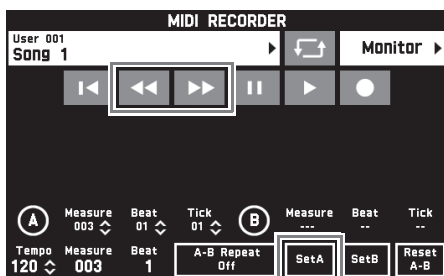 MIDI RECORDER
User 001
Song 1
Monitor
A Measure Beat Tick B Measure Beat Tick
003 01 01 --- -- --
Tempo Measure Beat A-B Repeat SetA SetB Reset
120 003 1 Off A-B